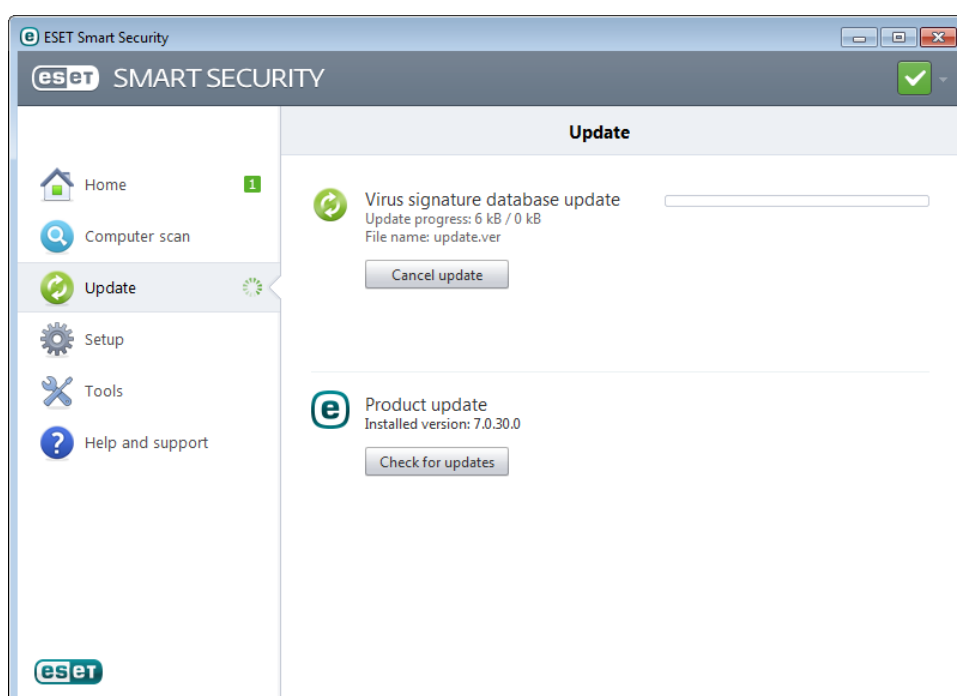 ESET Smart Security
eseT SMART SECURITY
Update
Home 1
Computer scan
Update
Setup
Tools
Help and support
Virus signature database update
Update progress: 6 kB / 0 kB
File name: update.ver
Cancel update
e Product update
Installed version: 7.0.30.0
Check for updates
eseT